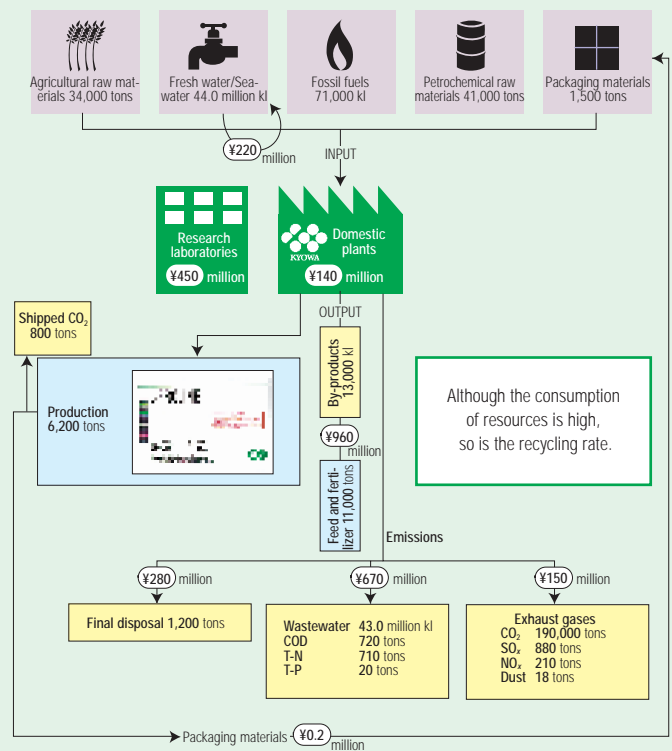 Agricultural raw mat-
erials 34,000 tons
Fresh water/Sea-
water 44.0 million kl
Fossil fuels
71,000 kl
Petrochemical raw
materials 41,000 tons
Packaging materials
1,500 tons
¥220
million
INPUT
Research
laboratories
¥450 million
KYOWA
Domestic
plants
¥140 million
OUTPUT
Shipped CO₂
800 tons
Production
6,200 tons
By-products
13,000 kl
¥960
million
Feed and ferti-
lizer 11,000 tons
Although the consumption
of resources is high,
so is the recycling rate.
Emissions
¥280 million
¥670 million
¥150 million
Final disposal 1,200 tons
Wastewater 43.0 million kl
COD 720 tons
T-N 710 tons
T-P 20 tons
Exhaust gases
CO₂ 190,000 tons
SOₓ 880 tons
NOₓ 210 tons
Dust 18 tons
Packaging materials ¥0.2
million